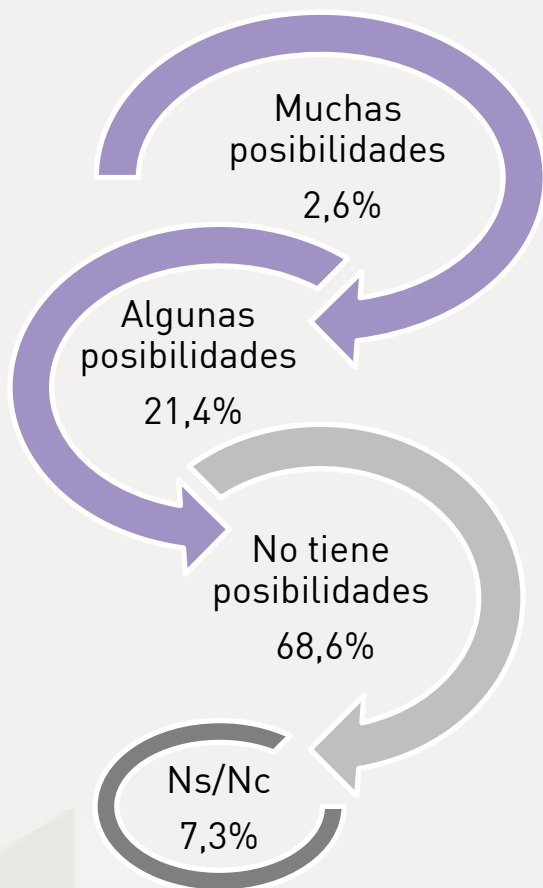 Muchas
posibilidades
2,6%
Algunas
posibilidades
21,4%
No tiene
posibilidades
68,6%
Ns/Nc
7,3%